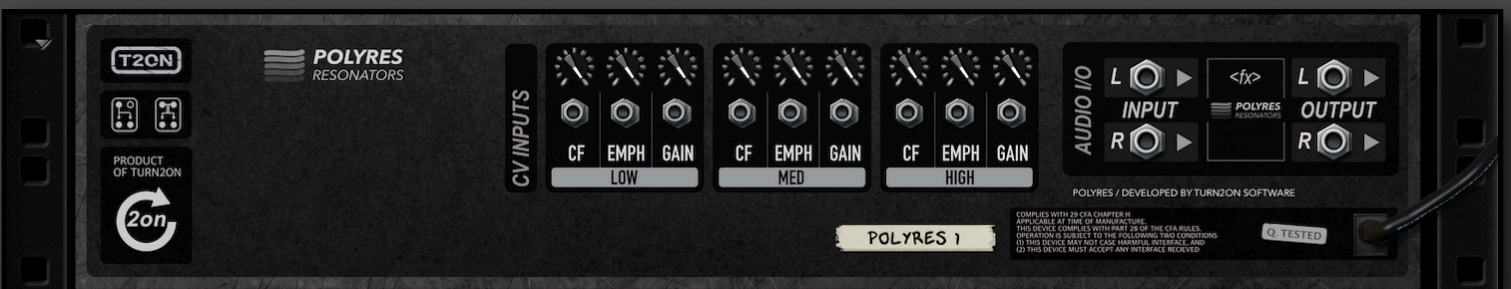 T2ON
PRODUCT
OF TURN2ON
2on
POLYRES
RESONATORS
CV INPUTS
CF EMPH GAIN
LOW
CF EMPH GAIN
MED
CF EMPH GAIN
HIGH
AUDIO I/O
L
INPUT
R
<fx>
POLYRES
RESONATORS
L
OUTPUT
R
POLYRES / DEVELOPED BY TURN2ON SOFTWARE
POLYRES 1
COMPLIES WITH 29 CFA CHAPTER H
APPLICABLE AT TIME OF MANUFACTURE.
THIS DEVICE COMPLIES WITH PART 28 OF THE CFA RULES.
OPERATION IS SUBJECT TO THE FOLLOWING TWO CONDITIONS
(1) THIS DEVICE MAY NOT CASE HARMFUL INTERFACE, AND
(2) THIS DEVICE MUST ACCEPT ANY INTERFACE RECIEVED
Q. TESTED